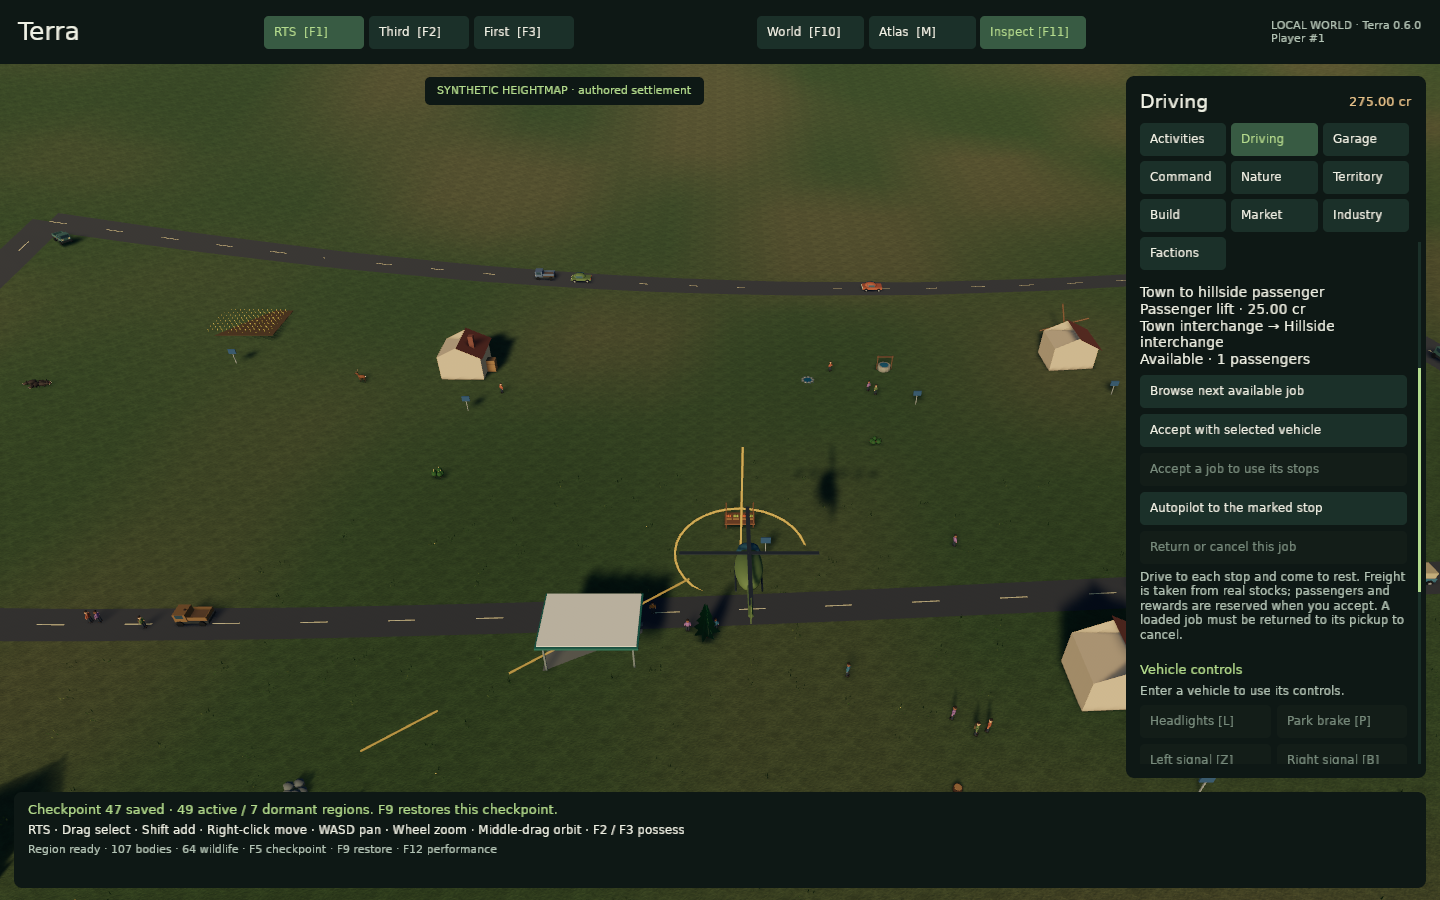 Terra
RTS [F1]
Third [F2]
First [F3]
World [F10]
Atlas [M]
Inspect [F11]
LOCAL WORLD · Terra 0.6.0
Player #1
SYNTHETIC HEIGHTMAP · authored settlement
Driving
275.00 cr
Activities
Driving
Garage
Command
Nature
Territory
Build
Market
Industry
Factions
Town to hillside passenger
Passenger lift · 25.00 cr
Town interchange → Hillside
interchange
Available · 1 passengers
Browse next available job
Accept with selected vehicle
Accept a job to use its stops
Autopilot to the marked stop
Return or cancel this job
Drive to each stop and come to rest. Freight
is taken from real stocks; passengers and
rewards are reserved when you accept. A
loaded job must be returned to its pickup to
cancel.
Vehicle controls
Enter a vehicle to use its controls.
Headlights [L]
Park brake [P]
Left signal [Z]
Right signal [B]
Checkpoint 47 saved · 49 active / 7 dormant regions. F9 restores this checkpoint.
RTS · Drag select · Shift add · Right-click move · WASD pan · Wheel zoom · Middle-drag orbit · F2 / F3 possess
Region ready · 107 bodies · 64 wildlife · F5 checkpoint · F9 restore · F12 performance